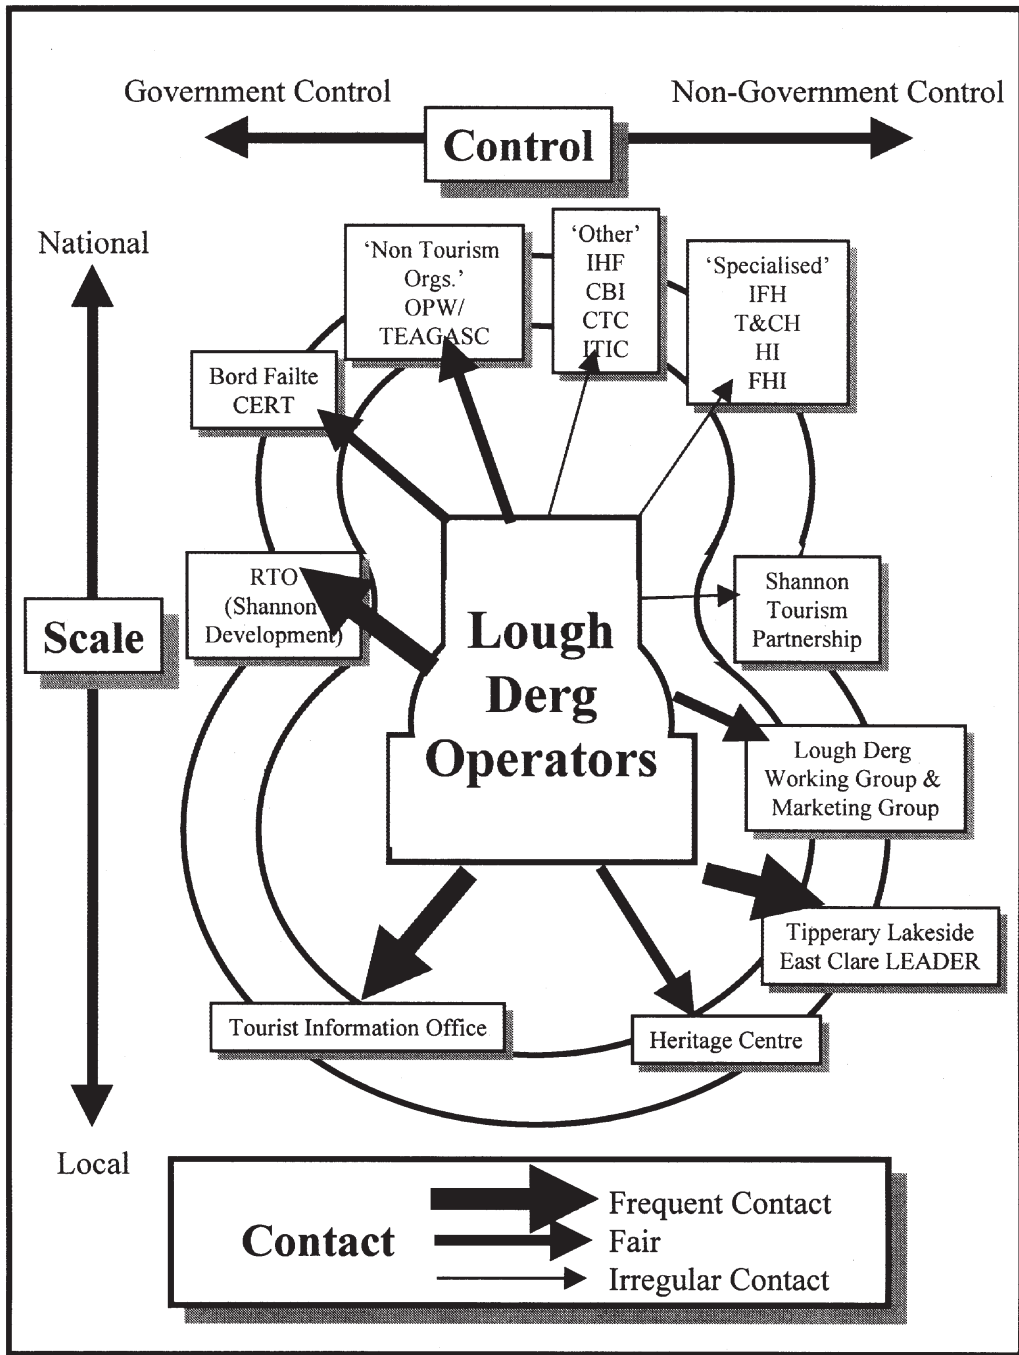 Government Control
Non-Government Control
Control
National
'Non Tourism
Orgs.'
OPW/
TEAGASC
'Other'
IHF
CBI
CTC
ITIC
'Specialised'
IFH
T&CH
HI
FHI
Bord Failte
CERT
RTO
(Shannon
Development)
Shannon
Tourism
Partnership
Scale
Lough
Derg
Operators
Lough Derg
Working Group &
Marketing Group
Tipperary Lakeside
East Clare LEADER
Tourist Information Office
Heritage Centre
Local
Contact
Frequent Contact
Fair
Irregular Contact